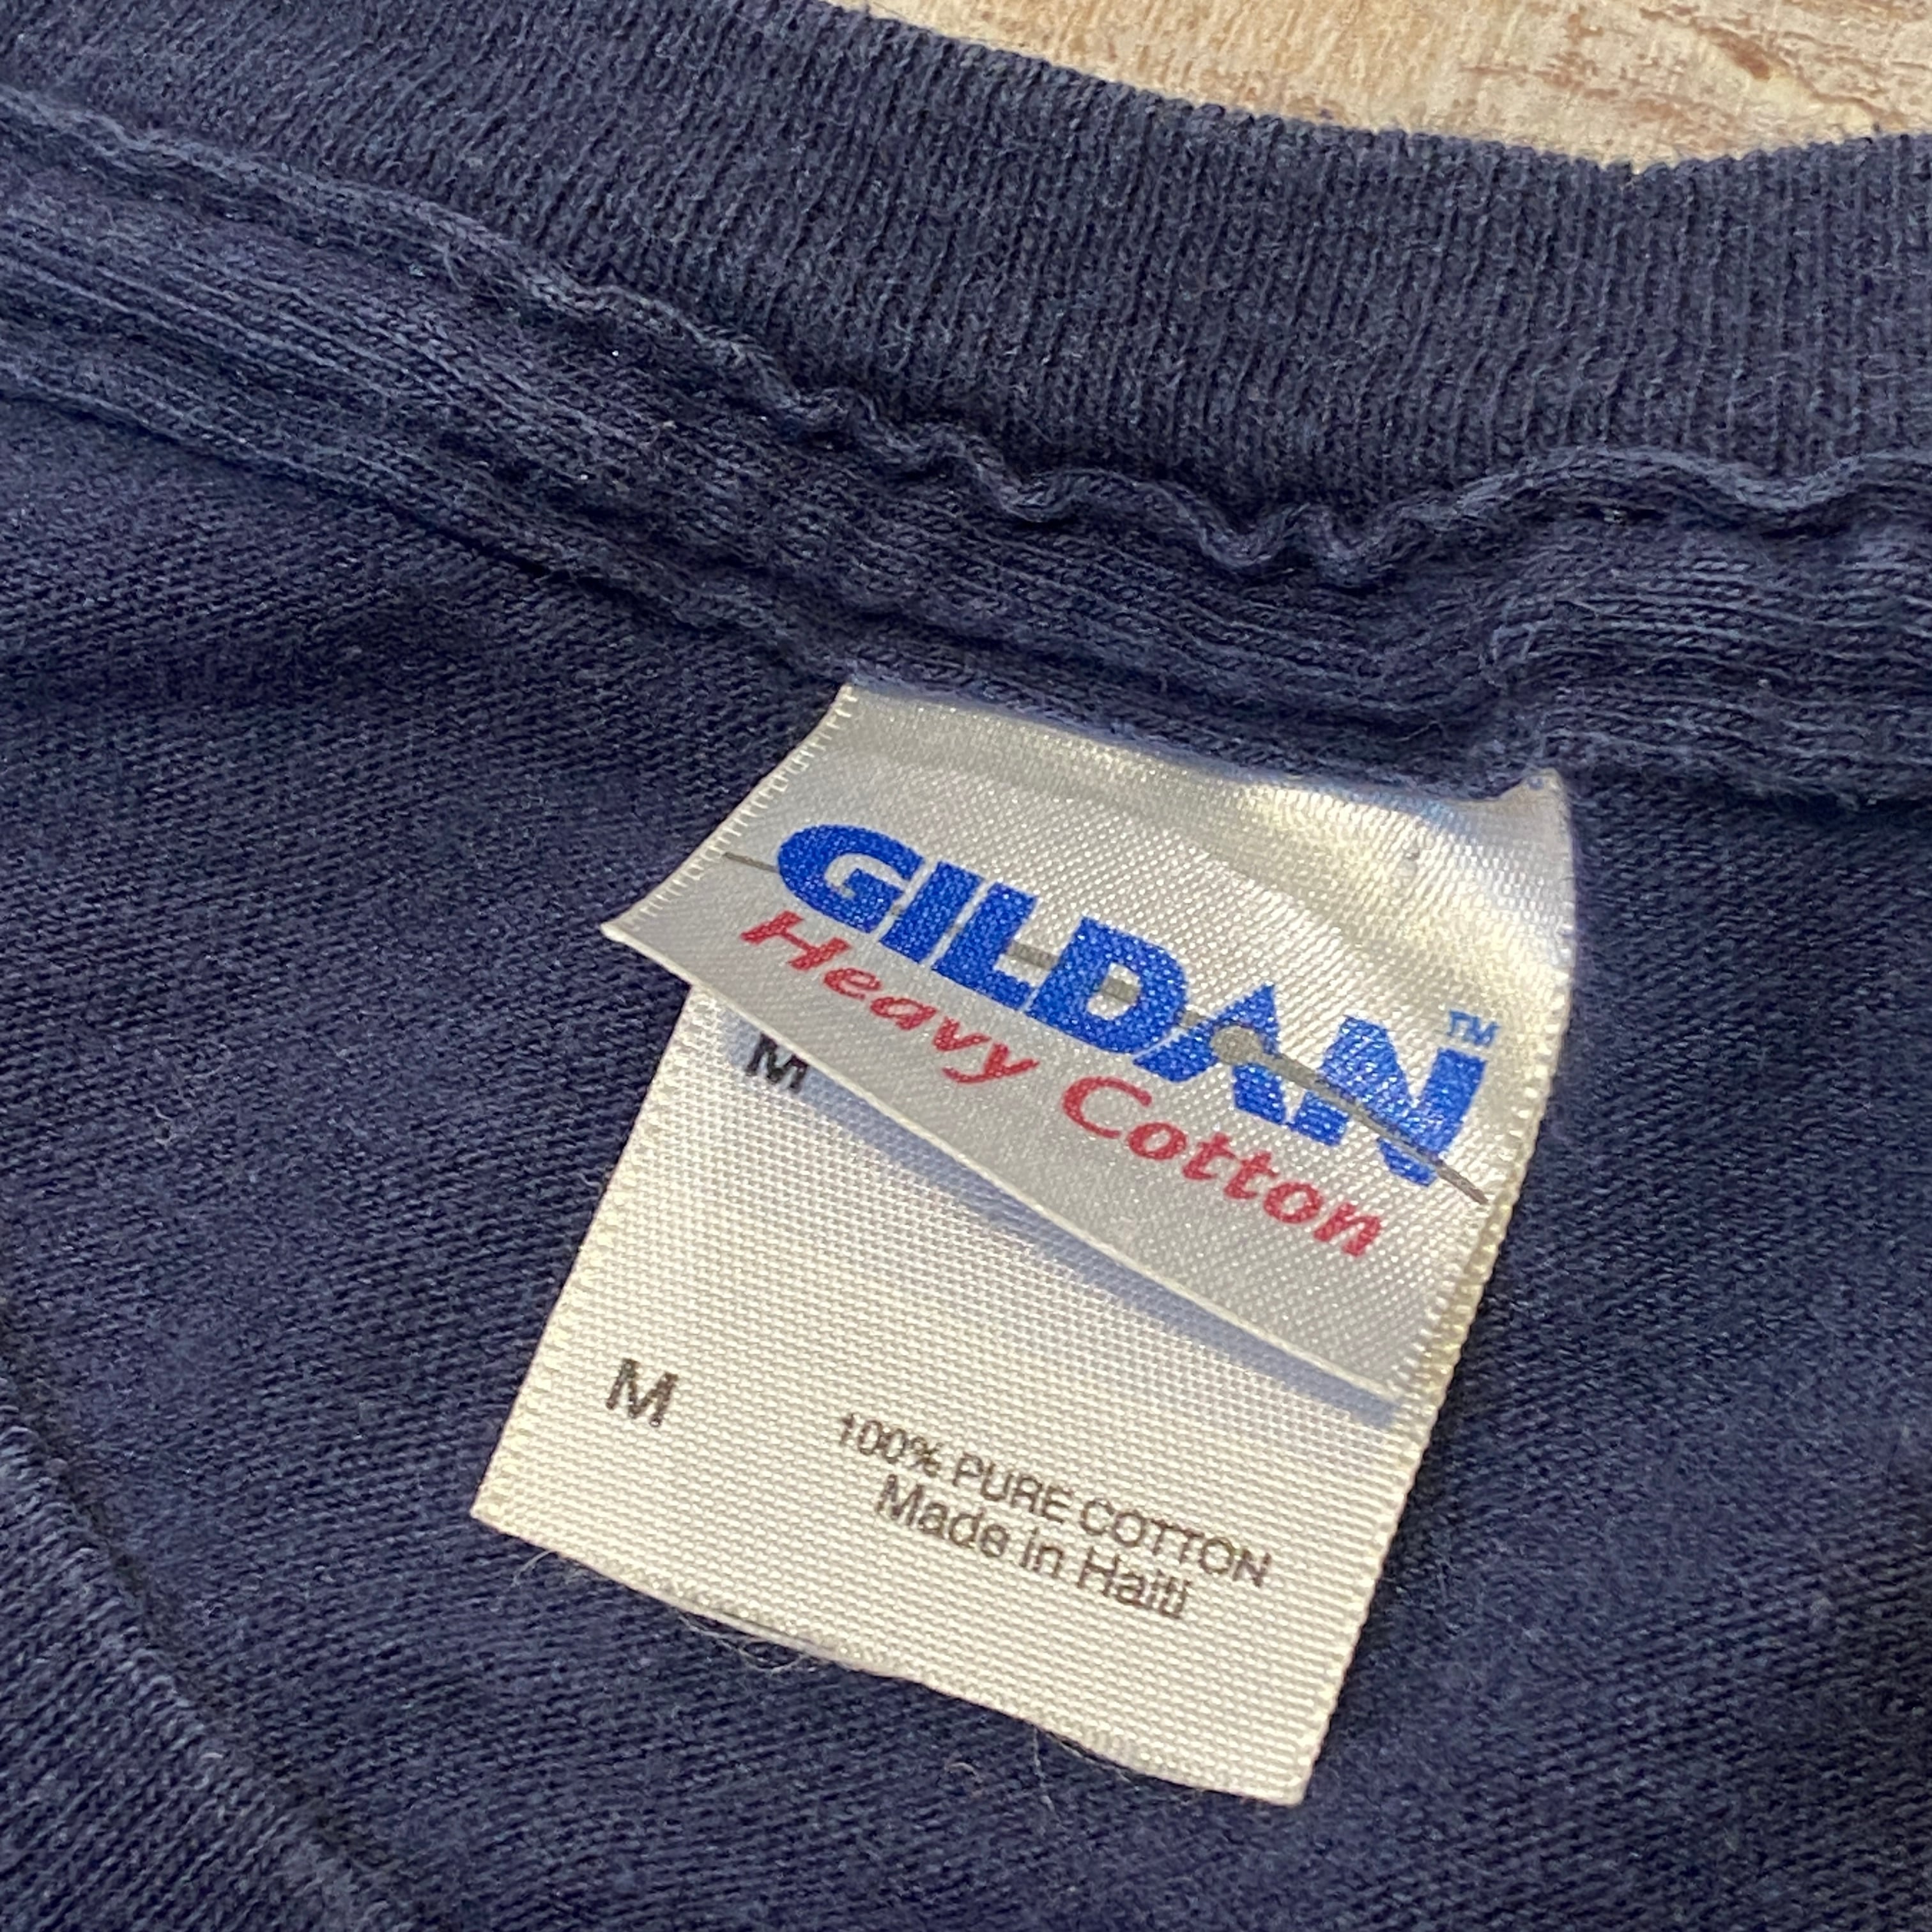 GILDAN™
Heavy Cotton
M
M
100% PURE COTTON
Made in Haiti